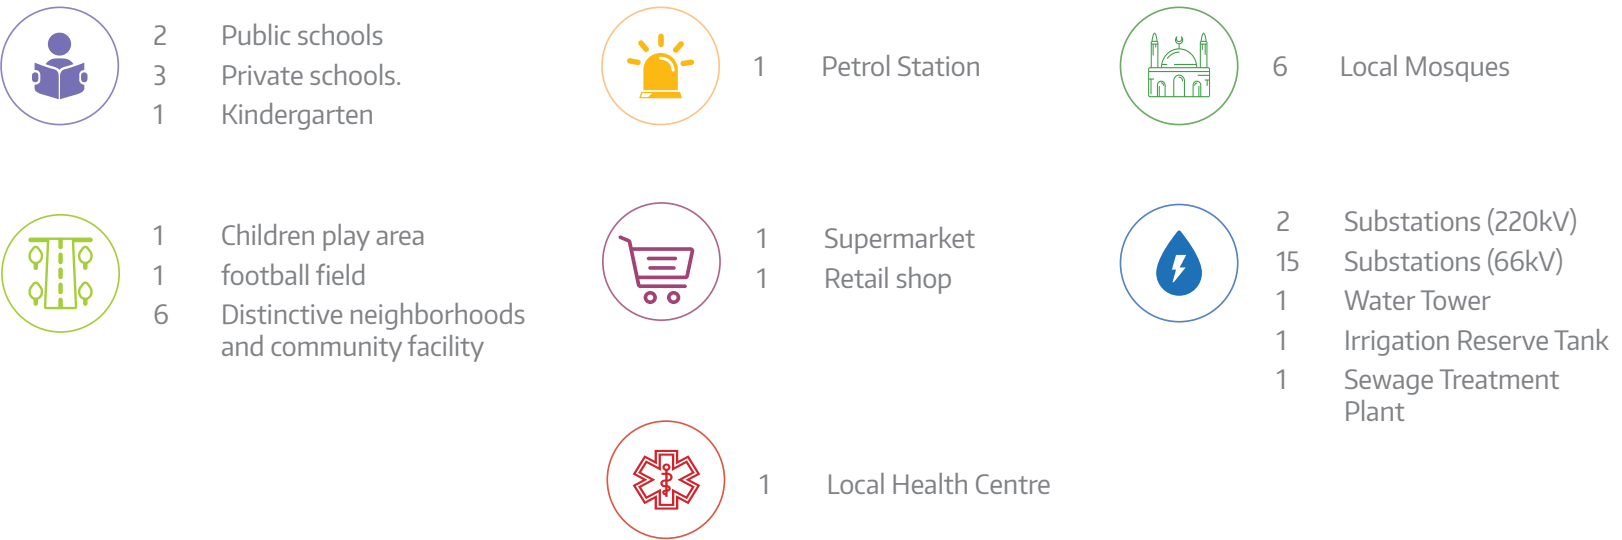 2 Public schools
3 Private schools.
1 Kindergarten
1 Petrol Station
6 Local Mosques
1 Children play area
1 football field
6 Distinctive neighborhoods
and community facility
1 Supermarket
1 Retail shop
2 Substations (220kV)
15 Substations (66kV)
1 Water Tower
1 Irrigation Reserve Tank
1 Sewage Treatment
Plant
1 Local Health Centre